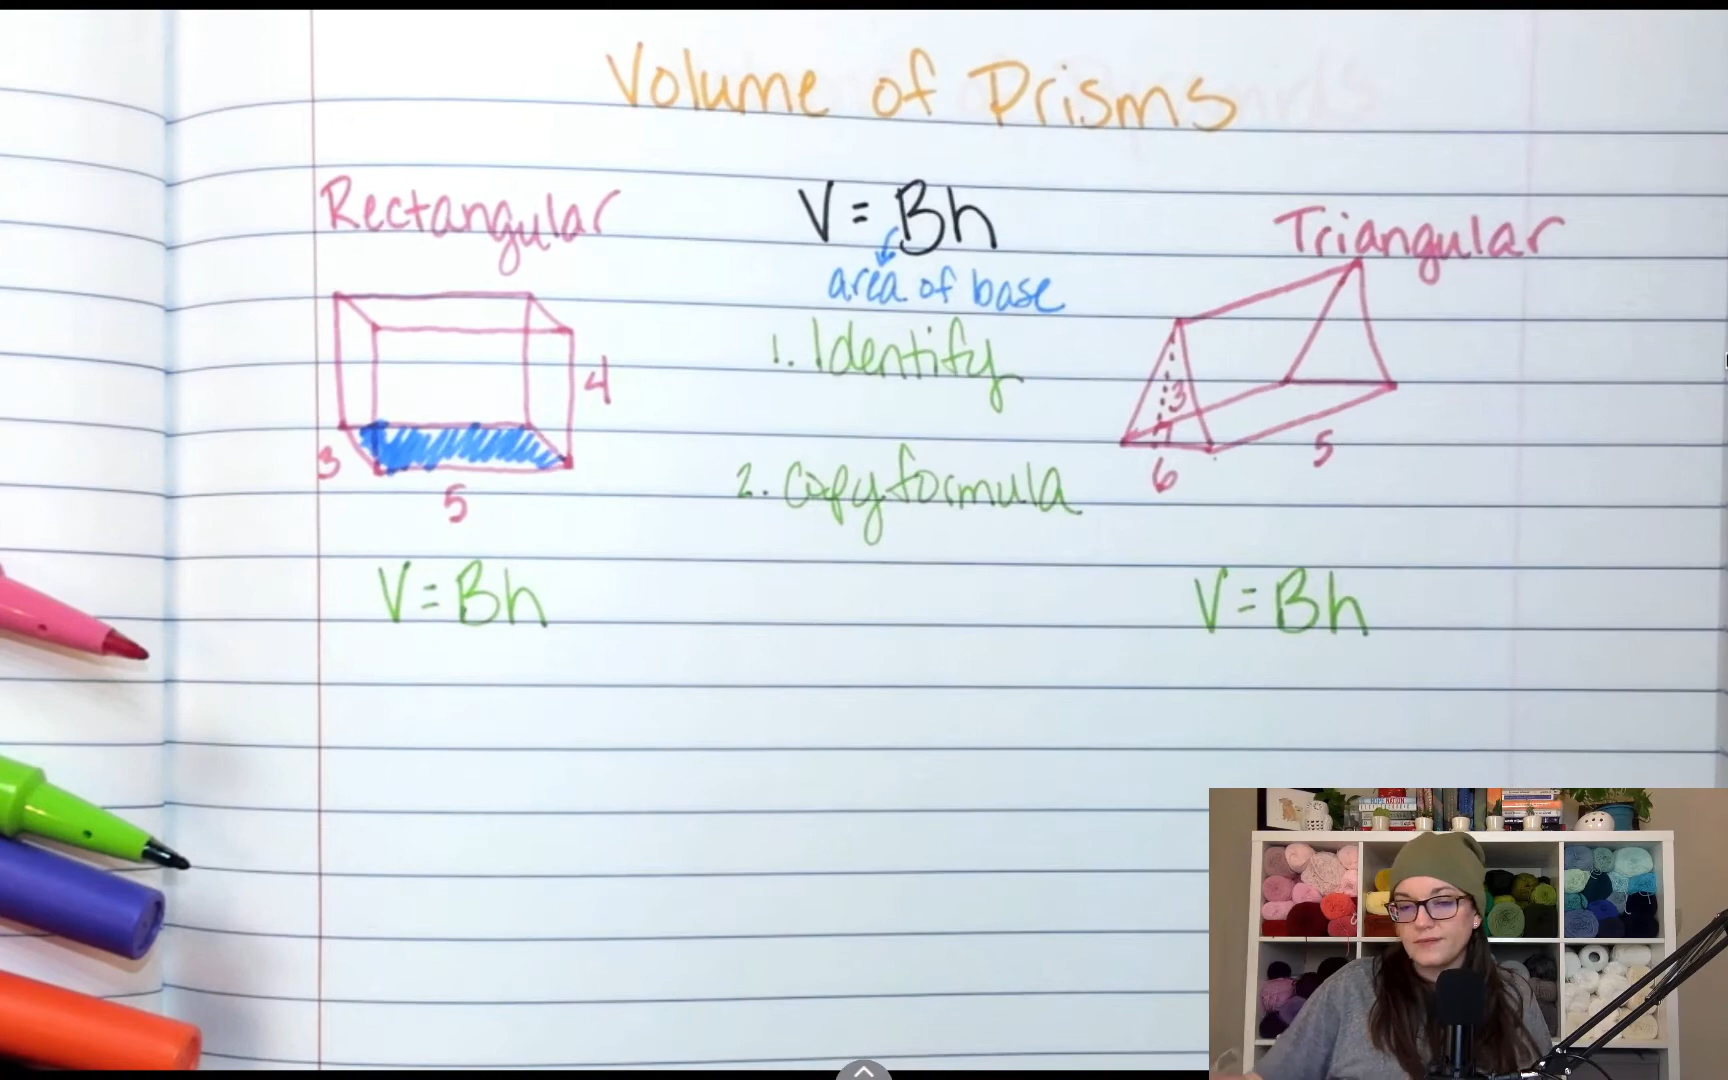 Volume of Prisms
Rectangular
4
3
5
V = Bh
V = Bh
area of base
1. Identify
2. Copy formula
Triangular
3
6
5
V = Bh